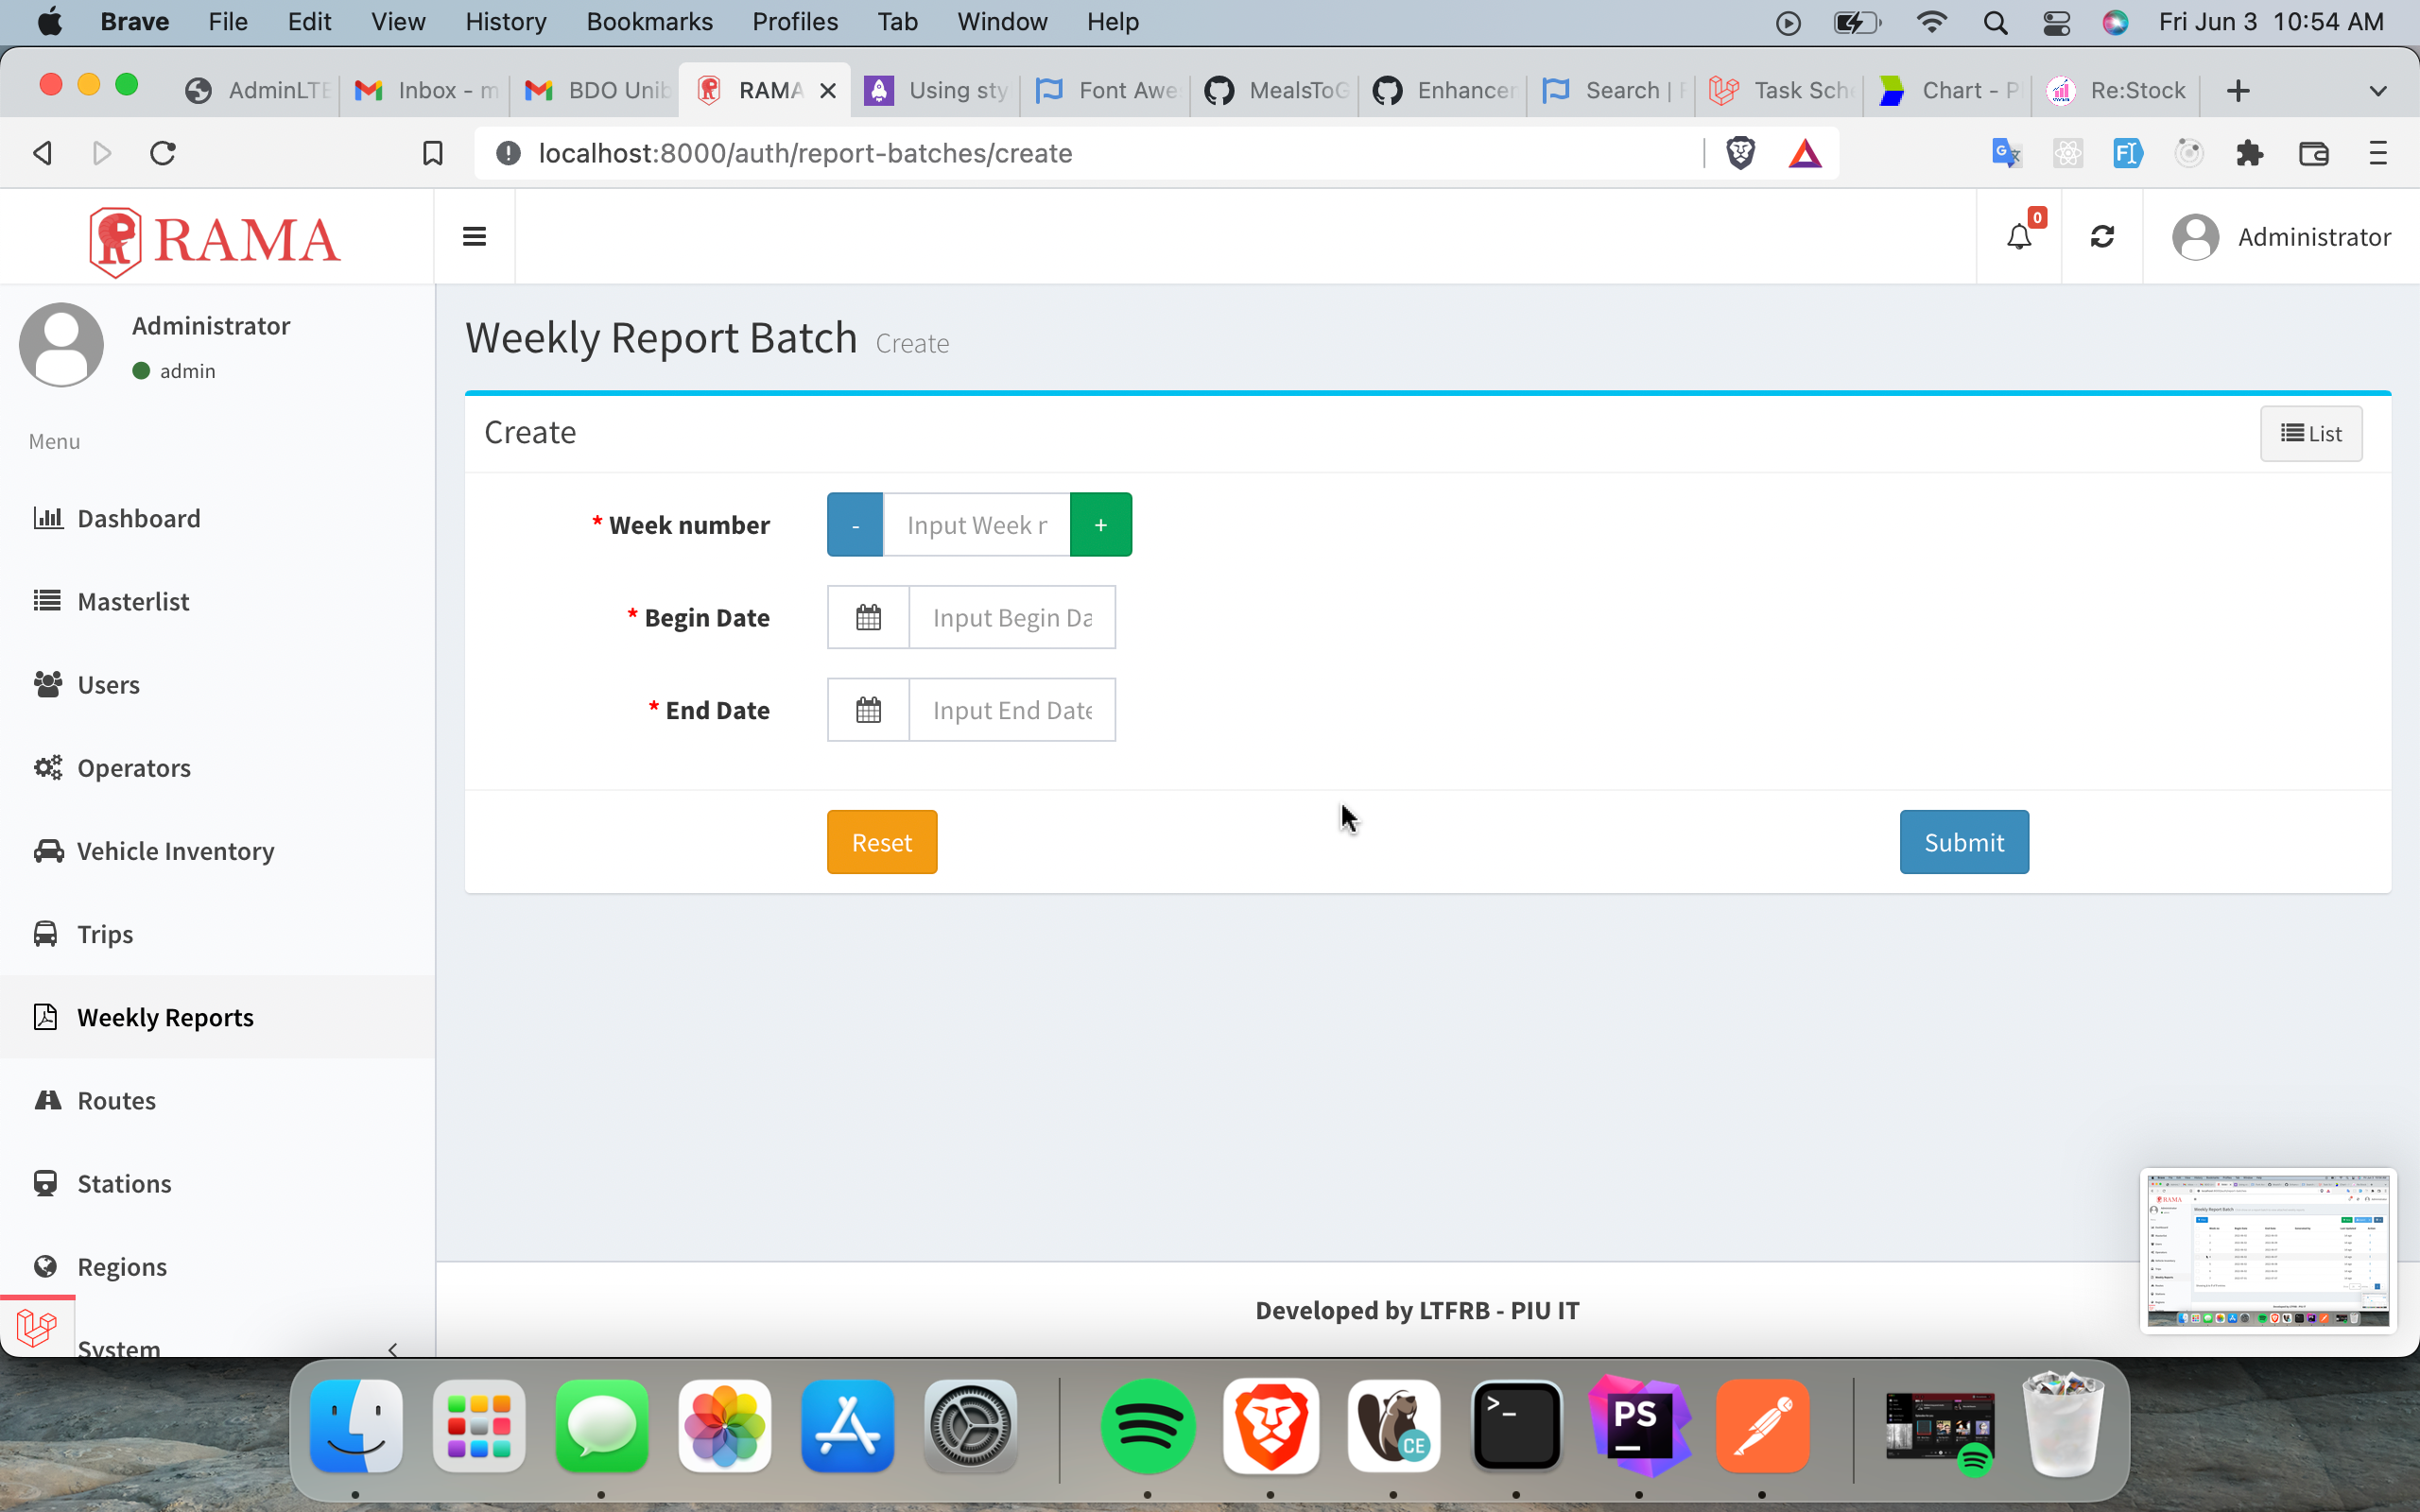 Brave File Edit View History Bookmarks Profiles Tab Window Help Fri Jun 3 10:54 AM
AdminLTE Inbox - m BDO Unib RAMA Using sty Font Awe MealsToG Enhancer Search | F Task Sche Chart - P Re:Stock
localhost:8000/auth/report-batches/create
RAMA 0 Administrator
Administrator
admin
Menu
Dashboard
Masterlist
Users
Operators
Vehicle Inventory
Trips
Weekly Reports
Routes
Stations
Regions
System
Weekly Report Batch Create
Create List
* Week number - Input Week r +
* Begin Date Input Begin Da
* End Date Input End Date
Reset Submit
Developed by LTFRB - PIU IT
CE
>_
PS